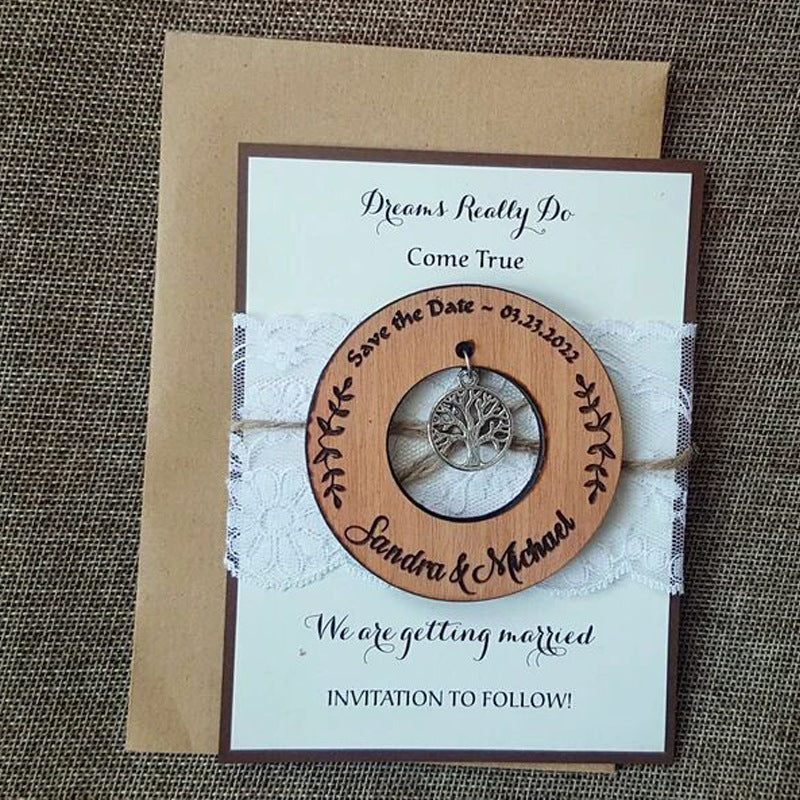 Dreams Really Do
Come True
Save the Date ~ 03.23.2022
Sandra & Michael
We are getting married
INVITATION TO FOLLOW!